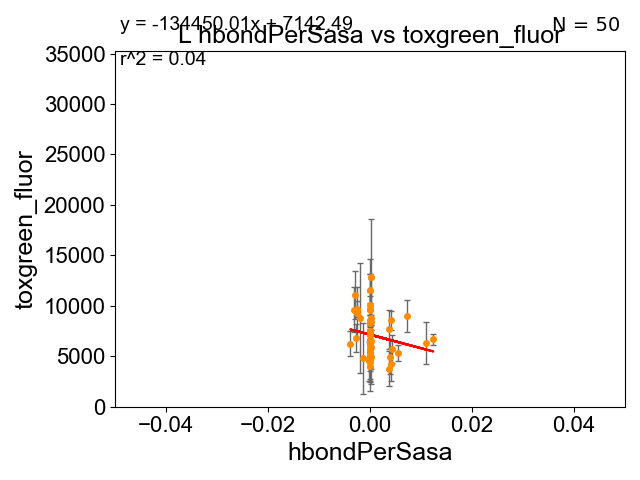 y = -134450.01x + 7142.49
N = 50
L hbondPerSasa vs toxgreen_fluor
r^2 = 0.04
35000
30000
25000
20000
15000
10000
5000
0
toxgreen_fluor
−0.04
−0.02
0.00
0.02
0.04
hbondPerSasa